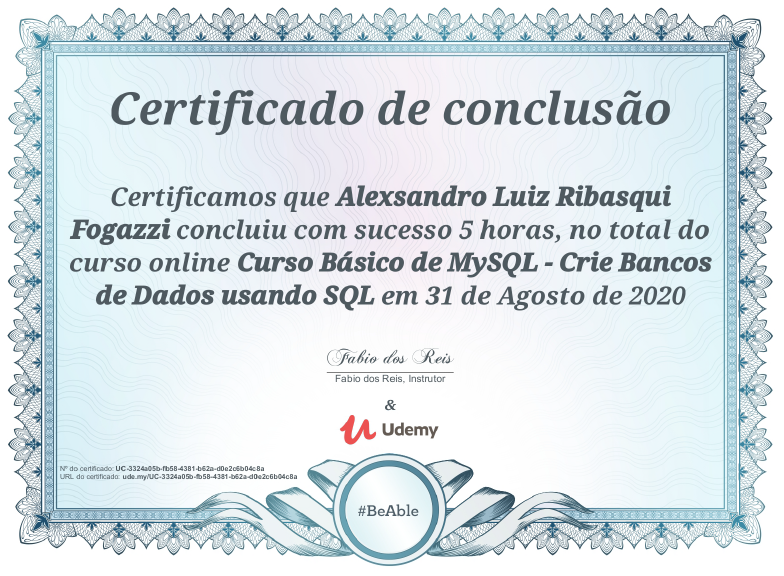 Certificado de conclusão
Certificamos que Alexsandro Luiz Ribasqui
Fogazzi concluiu com sucesso 5 horas, no total do
curso online Curso Básico de MySQL - Crie Bancos
de Dados usando SQL em 31 de Agosto de 2020
Fabio dos Reis
Fabio dos Reis, Instrutor
&
Udemy
Nº do certificado: UC-3324a05b-fb58-4381-b62a-d0e2c6b04c8a
URL do certificado: ude.my/UC-3324a05b-fb58-4381-b62a-d0e2c6b04c8a
#BeAble